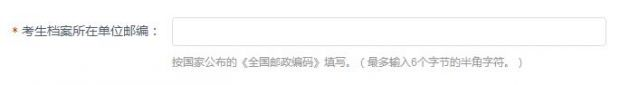 * 考生档案所在单位邮编：
按国家公布的《全国邮政编码》填写。（最多输入6个字节的半角字符。）